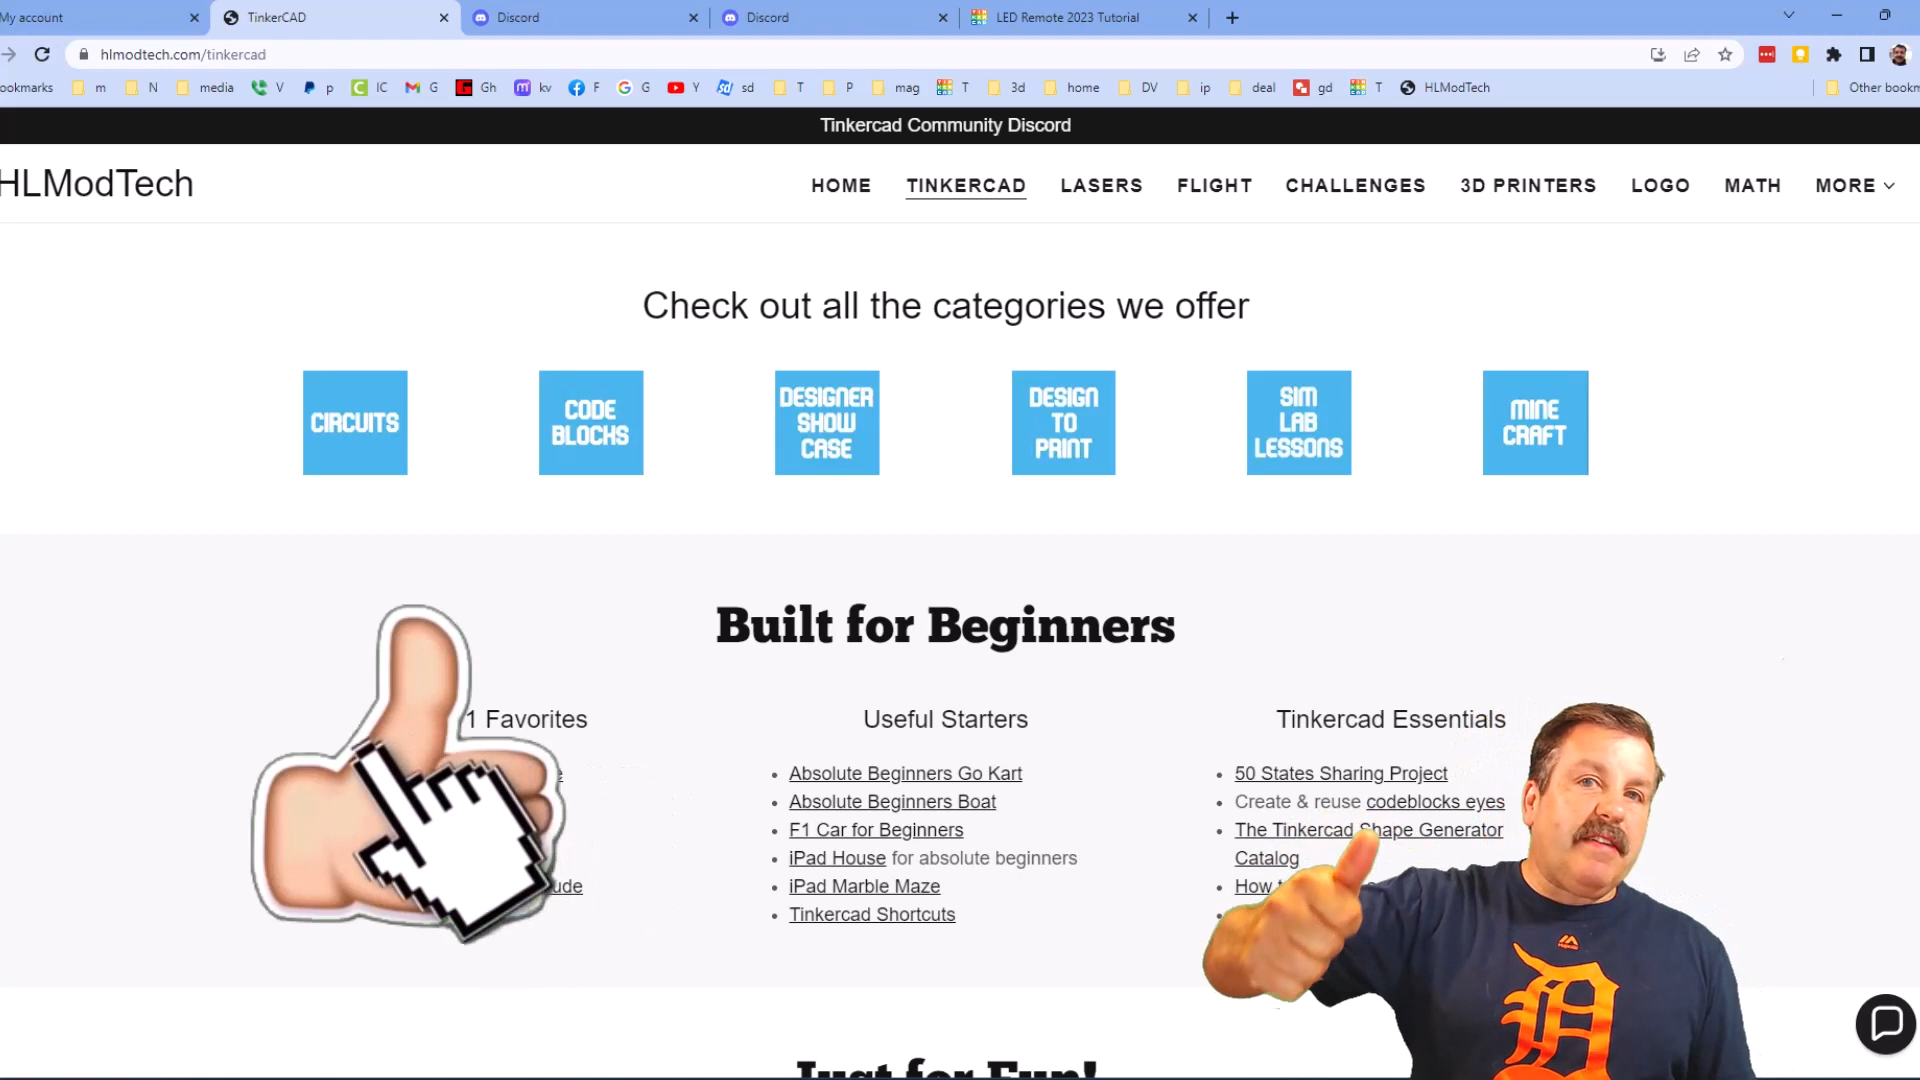 My account
TinkerCAD
Discord
Discord
LED Remote 2023 Tutorial
hlmodtech.com/tinkercad
ookmarks
m
N
media
V
p
IC
G
Gh
kv
F
G
Y
sd
T
P
mag
T
3d
home
DV
ip
deal
gd
T
HLModTech
Other bookm
Tinkercad Community Discord
HLModTech
HOME
TINKERCAD
LASERS
FLIGHT
CHALLENGES
3D PRINTERS
LOGO
MATH
MORE
Check out all the categories we offer
CIRCUITS
CODE
BLOCKS
DESIGNER
SHOW
CASE
DESIGN
TO
PRINT
SIM
LAB
LESSONS
MINE
CRAFT
Built for Beginners
1 Favorites
ude
Useful Starters
Absolute Beginners Go Kart
Absolute Beginners Boat
F1 Car for Beginners
iPad House for absolute beginners
iPad Marble Maze
Tinkercad Shortcuts
Tinkercad Essentials
50 States Sharing Project
Create & reuse codeblocks eyes
The Tinkercad Shape Generator
Catalog
How
D
Just for Fun!